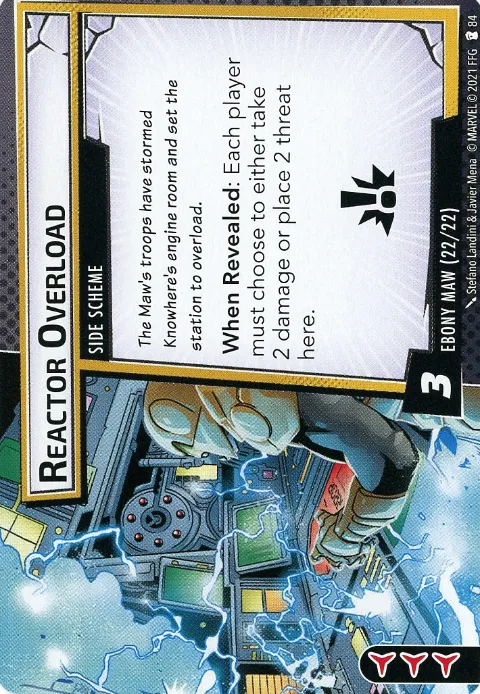 REACTOR OVERLOAD
SIDE SCHEME
The Maw's troops have stormed
Knowhere's engine room and set the
station to overload.
When Revealed: Each player
must choose to either take
2 damage or place 2 threat
here.
3
EBONY MAW (22/22)
Stefano Landini & Javier Mena © MARVEL © 2021 FFG 84